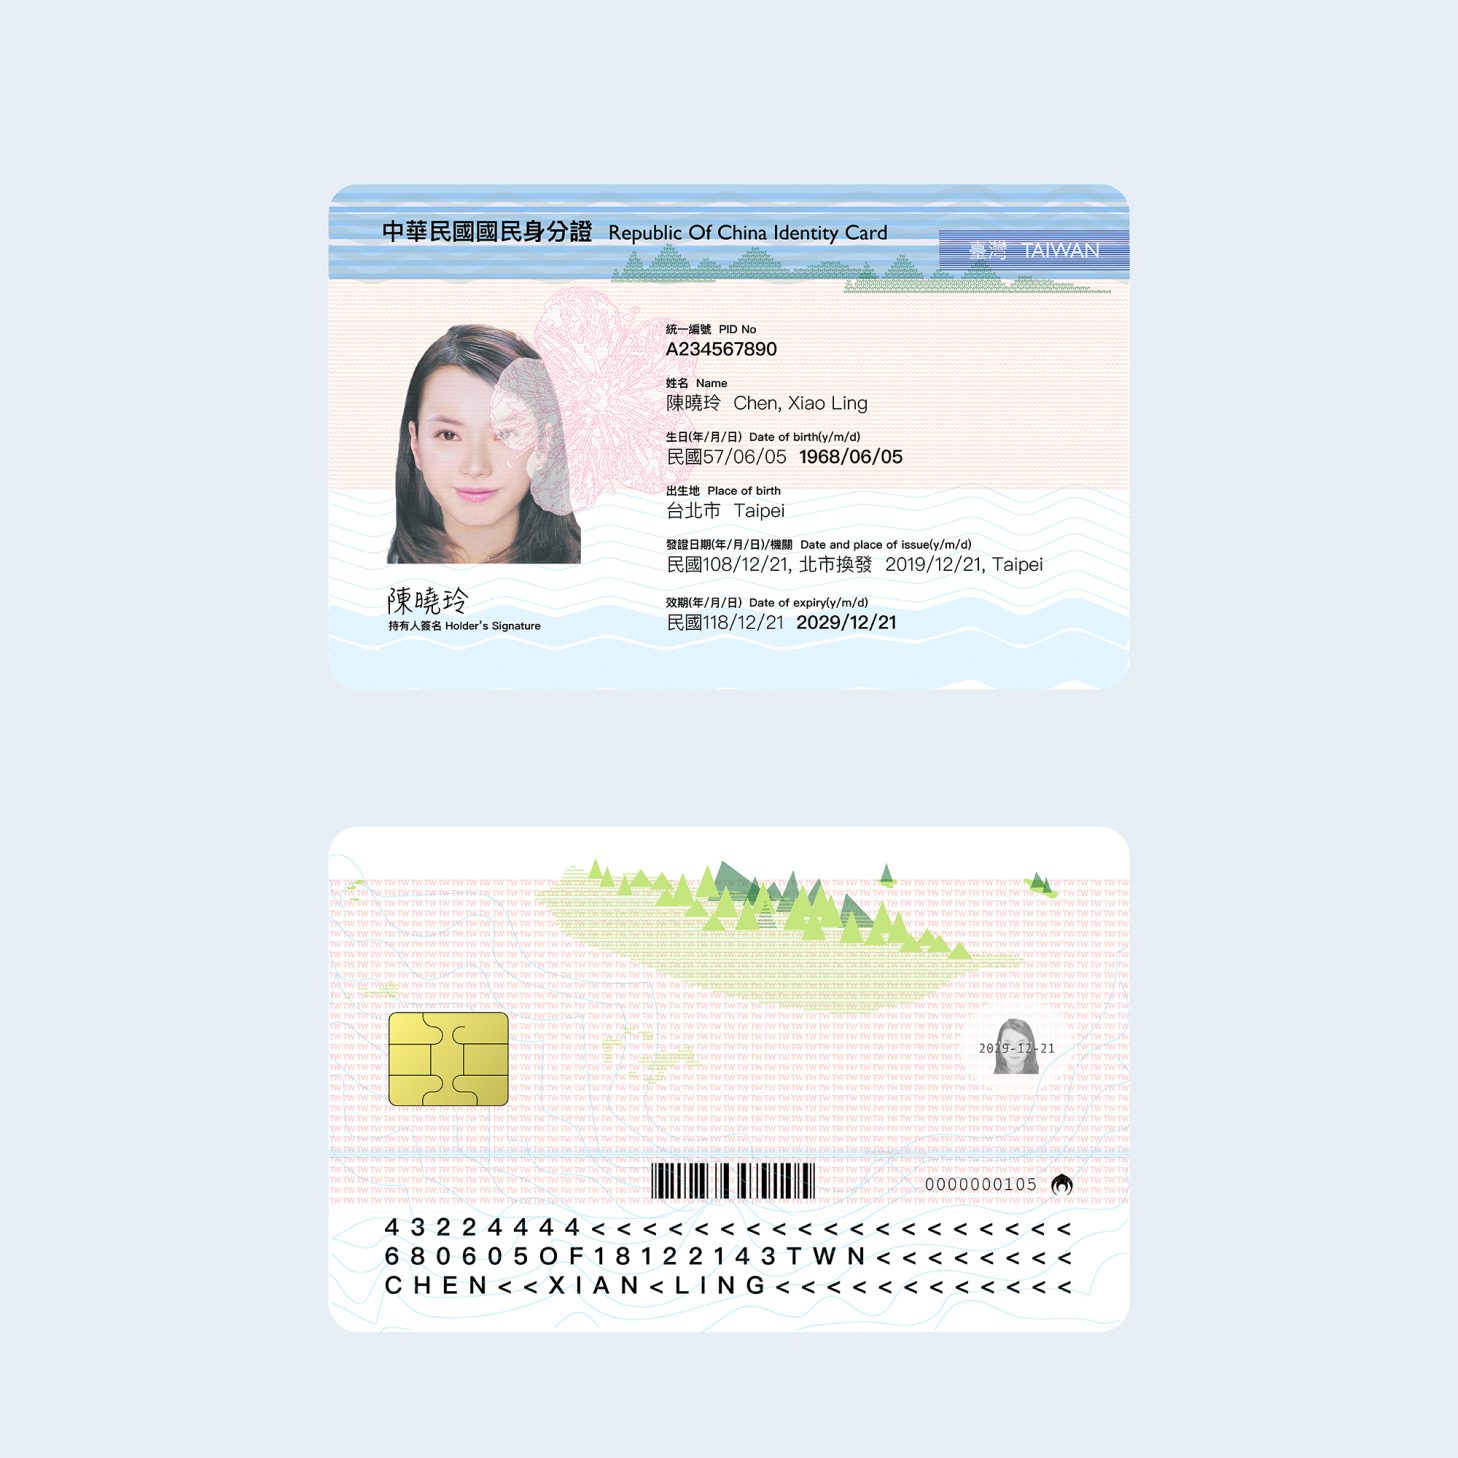 中華民國國民身分證 Republic Of China Identity Card
臺灣 TAIWAN
統一編號 PID No
A234567890
姓名 Name
陳曉玲 Chen, Xiao Ling
生日(年/月/日) Date of birth(y/m/d)
民國57/06/05 1968/06/05
出生地 Place of birth
台北市 Taipei
發證日期(年/月/日)/機關 Date and place of issue(y/m/d)
民國108/12/21, 北市換發 2019/12/21, Taipei
效期(年/月/日) Date of expiry(y/m/d)
民國118/12/21 2029/12/21
陳曉玲
持有人簽名 Holder's Signature
2029-12-21
0000000105
43224444<<<<<<<<<<<<<<<<<<<
680605OF18122143TWN<<<<<<<<
CHEN<<XIAN<LING<<<<<<<<<<<<